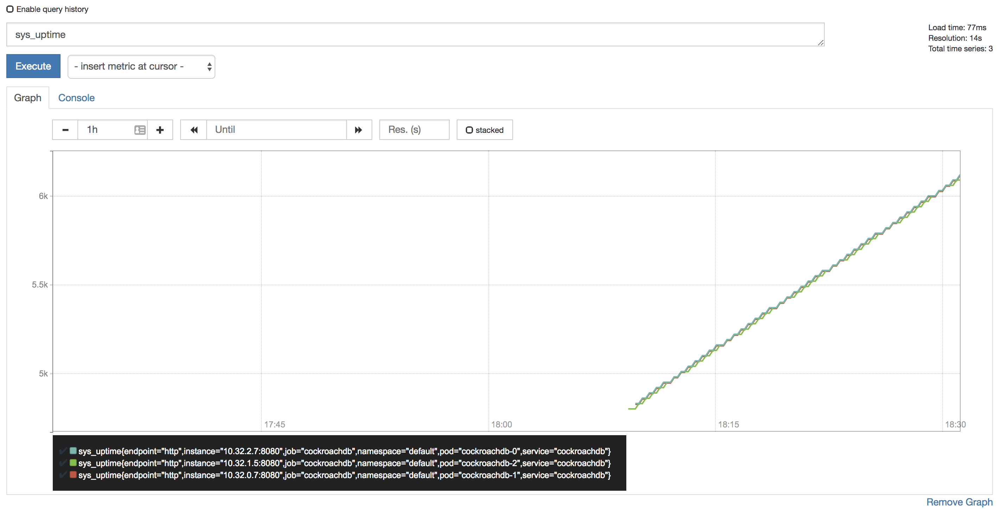 Enable query history
sys_uptime
Load time: 77ms
Resolution: 14s
Total time series: 3
Execute
- insert metric at cursor -
Graph
Console
1h
Until
Res. (s)
stacked
6k
5.5k
5k
17:45
18:00
18:15
18:30
sys_uptime{endpoint="http",instance="10.32.2.7:8080",job="cockroachdb",namespace="default",pod="cockroachdb-0",service="cockroachdb"}
sys_uptime{endpoint="http",instance="10.32.1.5:8080",job="cockroachdb",namespace="default",pod="cockroachdb-2",service="cockroachdb"}
sys_uptime{endpoint="http",instance="10.32.0.7:8080",job="cockroachdb",namespace="default",pod="cockroachdb-1",service="cockroachdb"}
Remove Graph